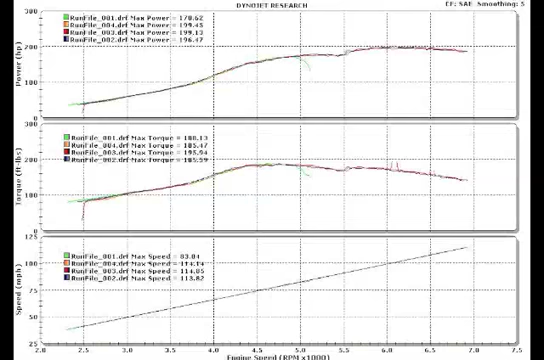 DYNOJET RESEARCH
CF: SAE Smoothing: 5
300
RunFile_001.drf Max Power = 178.62
RunFile_004.drf Max Power = 199.45
RunFile_003.drf Max Power = 199.13
RunFile_002.drf Max Power = 196.47
200
Power (hp)
100
0
300
RunFile_001.drf Max Torque = 188.13
RunFile_004.drf Max Torque = 185.47
RunFile_003.drf Max Torque = 195.94
RunFile_002.drf Max Torque = 185.59
200
Torque (ft-lbs)
100
0
125
RunFile_001.drf Max Speed = 83.04
RunFile_004.drf Max Speed = 114.14
RunFile_003.drf Max Speed = 114.05
RunFile_002.drf Max Speed = 113.82
100
Speed (mph)
75
50
25
2.0 2.5 3.0 3.5 4.0 4.5 5.0 5.5 6.0 6.5 7.0 7.5
Engine Speed (RPM x1000)